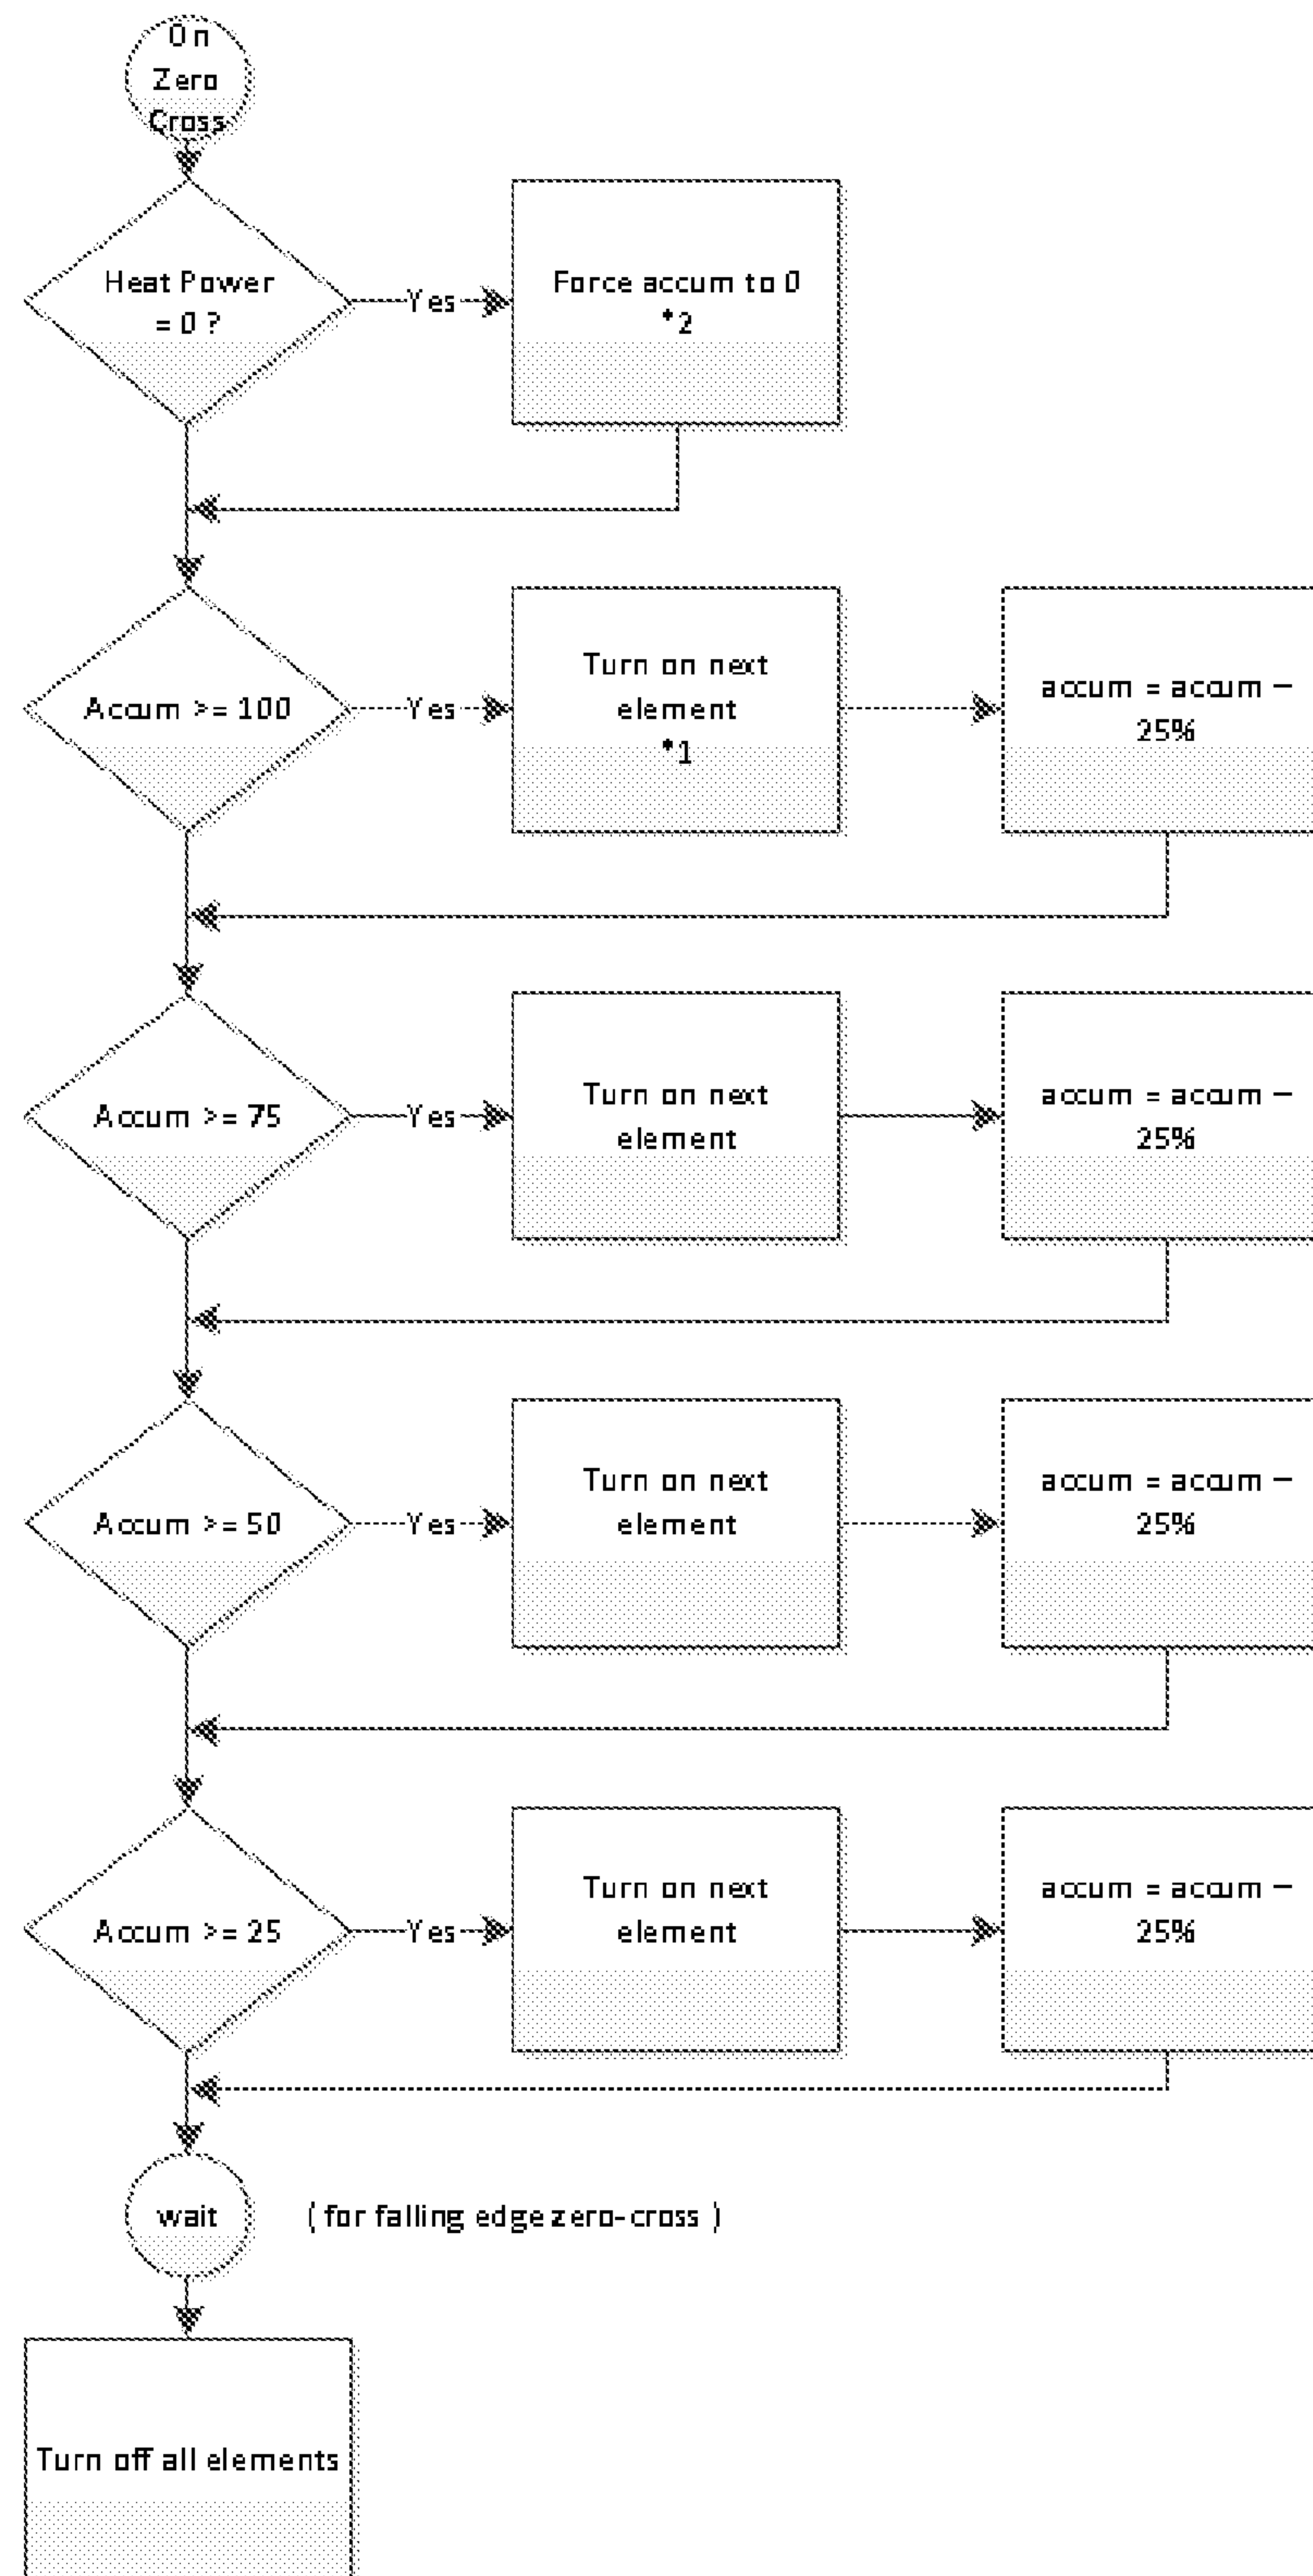 On
Zero
Cross
Heat Power
= 0 ?
Yes
Force accum to 0
*2
Accum >= 100
Yes
Turn on next
element
*1
accum = accum –
25%
Accum >= 75
Yes
Turn on next
element
accum = accum –
25%
Accum >= 50
Yes
Turn on next
element
accum = accum –
25%
Accum >= 25
Yes
Turn on next
element
accum = accum –
25%
wait
( for falling edge zero-cross )
Turn off all elements